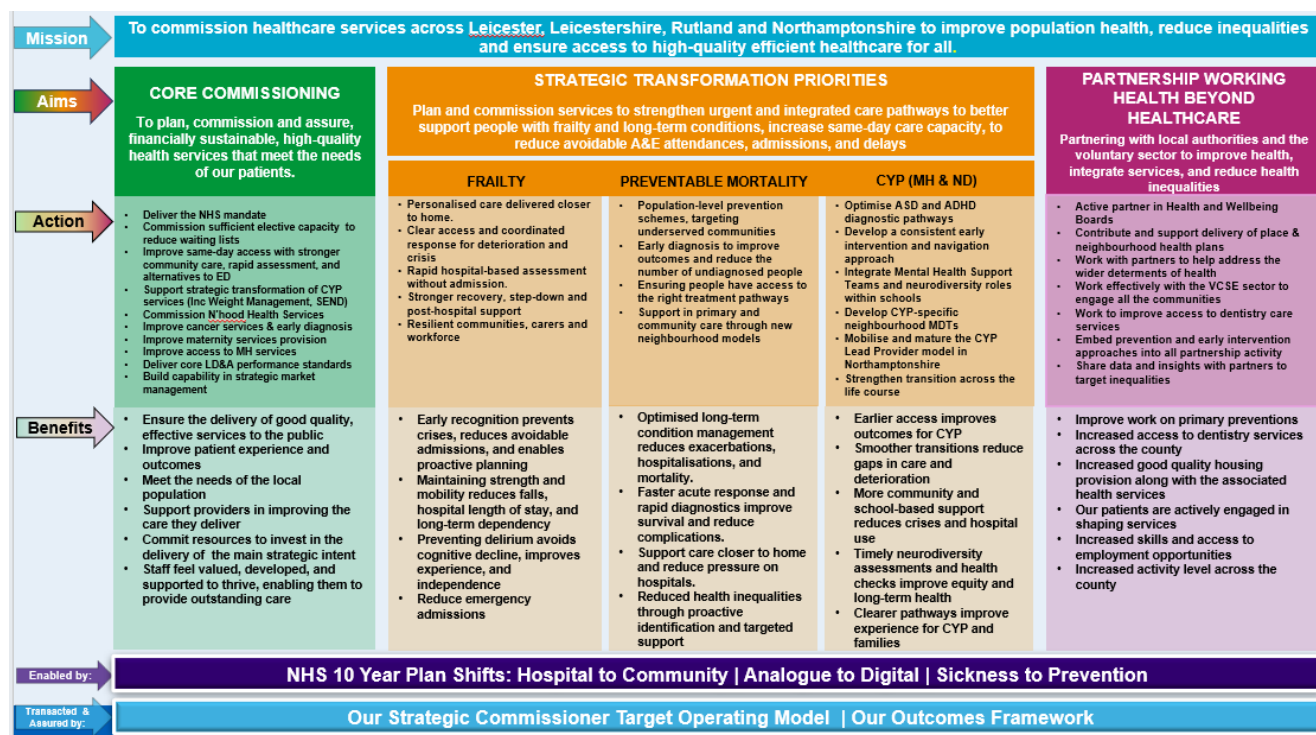 Mission
To commission healthcare services across Leicester, Leicestershire, Rutland and Northamptonshire to improve population health, reduce inequalities
and ensure access to high-quality efficient healthcare for all.
Aims
CORE COMMISSIONING
To plan, commission and assure,
financially sustainable, high-quality
health services that meet the needs
of our patients.
STRATEGIC TRANSFORMATION PRIORITIES
Plan and commission services to strengthen urgent and integrated care pathways to better
support people with frailty and long-term conditions, increase same-day care capacity, to
reduce avoidable A&E attendances, admissions, and delays
PARTNERSHIP WORKING
HEALTH BEYOND
HEALTHCARE
Partnering with local authorities and the
voluntary sector to improve health,
integrate services, and reduce health
inequalities
FRAILTY
PREVENTABLE MORTALITY
CYP (MH & ND)
Action
• Deliver the NHS mandate
• Commission sufficient elective capacity to
reduce waiting lists
• Improve same-day access with stronger
community care, rapid assessment, and
alternatives to ED
• Support strategic transformation of CYP
services (Inc Weight Management, SEND)
• Commission N'hood Health Services
• Improve cancer services & early diagnosis
• Improve maternity services provision
• Improve access to MH services
• Deliver core LD&A performance standards
• Build capability in strategic market
management
• Personalised care delivered closer
to home.
• Clear access and coordinated
response for deterioration and
crisis
• Rapid hospital-based assessment
without admission.
• Stronger recovery, step-down and
post-hospital support
• Resilient communities, carers and
workforce
• Population-level prevention
schemes, targeting
underserved communities
• Early diagnosis to improve
outcomes and reduce the
number of undiagnosed people
• Ensuring people have access to
the right treatment pathways
• Support in primary and
community care through new
neighbourhood models
• Optimise ASD and ADHD
diagnostic pathways
• Develop a consistent early
intervention and navigation
approach
• Integrate Mental Health Support
Teams and neurodiversity roles
within schools
• Develop CYP-specific
neighbourhood MDTs
• Mobilise and mature the CYP
Lead Provider model in
Northamptonshire
• Strengthen transition across the
life course
• Active partner in Health and Wellbeing
Boards
• Contribute and support delivery of place &
neighbourhood health plans
• Work with partners to help address the
wider determents of health
• Work effectively with the VCSE sector to
engage all the communities
• Work to improve access to dentistry care
services
• Embed prevention and early intervention
approaches into all partnership activity
• Share data and insights with partners to
target inequalities
Benefits
• Ensure the delivery of good quality,
effective services to the public
• Improve patient experience and
outcomes
• Meet the needs of the local
population
• Support providers in improving the
care they deliver
• Commit resources to invest in the
delivery of the main strategic intent
• Staff feel valued, developed, and
supported to thrive, enabling them to
provide outstanding care
• Early recognition prevents
crises, reduces avoidable
admissions, and enables
proactive planning
• Maintaining strength and
mobility reduces falls,
hospital length of stay, and
long-term dependency
• Preventing delirium avoids
cognitive decline, improves
experience, and
independence
• Reduce emergency
admissions
• Optimised long-term
condition management
reduces exacerbations,
hospitalisations, and
mortality.
• Faster acute response and
rapid diagnostics improve
survival and reduce
complications.
• Support care closer to home
and reduce pressure on
hospitals.
• Reduced health inequalities
through proactive
identification and targeted
support
• Earlier access improves
outcomes for CYP
• Smoother transitions reduce
gaps in care and
deterioration
• More community and
school-based support
reduces crises and hospital
use
• Timely neurodiversity
assessments and health
checks improve equity and
long-term health
• Clearer pathways improve
experience for CYP and
families
• Improve work on primary preventions
• Increased access to dentistry services
across the county
• Increased good quality housing
provision along with the associated
health services
• Our patients are actively engaged in
shaping services
• Increased skills and access to
employment opportunities
• Increased activity level across the
county
Enabled by:
NHS 10 Year Plan Shifts: Hospital to Community | Analogue to Digital | Sickness to Prevention
Transacted &
Assured by:
Our Strategic Commissioner Target Operating Model | Our Outcomes Framework